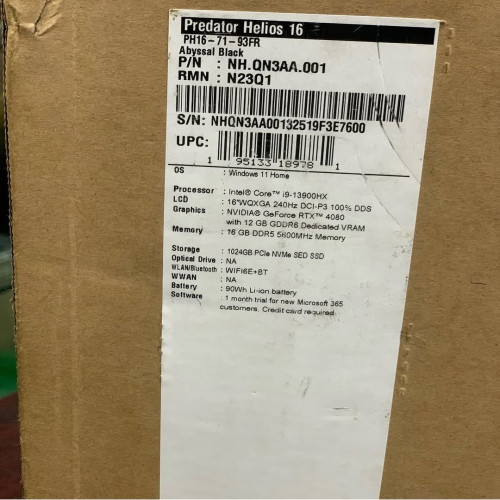 Predator Helios 16
PH16-71-93FR
Abyssal Black
P/N : NH.QN3AA.001
RMN : N23Q1
S/N: NHQN3AA00132519F3E7600
UPC:
1 95133 18978 1
OS : Windows 11 Home
Processor : Intel® Core™ i9-13900HX
LCD : 16"WQXGA 240Hz DCI-P3 100% DDS
Graphics : NVIDIA® GeForce RTX™ 4080
with 12 GB GDDR6 Dedicated VRAM
Memory : 16 GB DDR5 5600MHz Memory
Storage : 1024GB PCIe NVMe SED SSD
Optical Drive : NA
WLAN/Bluetooth : WIFI6E+BT
WWAN : NA
Battery : 90Wh Li-ion battery
Software : 1 month trial for new Microsoft 365
customers. Credit card required.